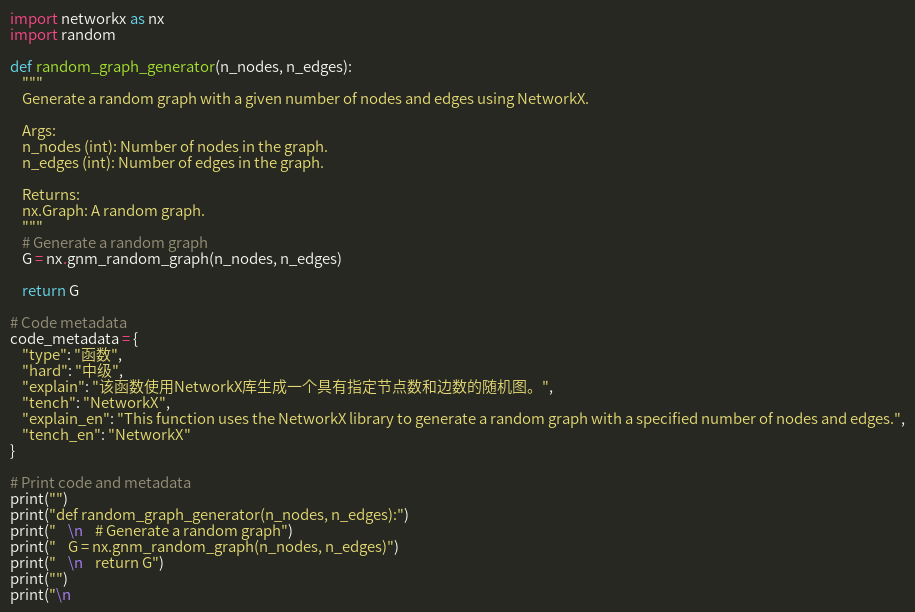 import networkx as nx
import random

def random_graph_generator(n_nodes, n_edges):
    """
    Generate a random graph with a given number of nodes and edges using NetworkX.

    Args:
    n_nodes (int): Number of nodes in the graph.
    n_edges (int): Number of edges in the graph.

    Returns:
    nx.Graph: A random graph.
    """
    # Generate a random graph
    G = nx.gnm_random_graph(n_nodes, n_edges)

    return G

# Code metadata
code_metadata = {
    "type": "函数",
    "hard": "中级",
    "explain": "该函数使用NetworkX库生成一个具有指定节点数和边数的随机图。",
    "tench": "NetworkX",
    "explain_en": "This function uses the NetworkX library to generate a random graph with a specified number of nodes and edges.",
    "tench_en": "NetworkX"
}

# Print code and metadata
print("")
print("def random_graph_generator(n_nodes, n_edges):")
print("    \n    # Generate a random graph")
print("    G = nx.gnm_random_graph(n_nodes, n_edges)")
print("    \n    return G")
print("")
print("\n